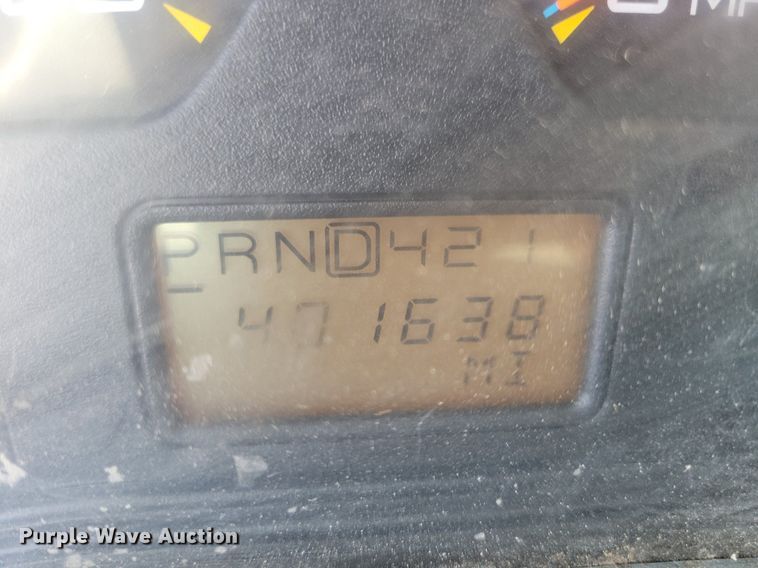 PRND421
471638
MI
Purple Wave Auction